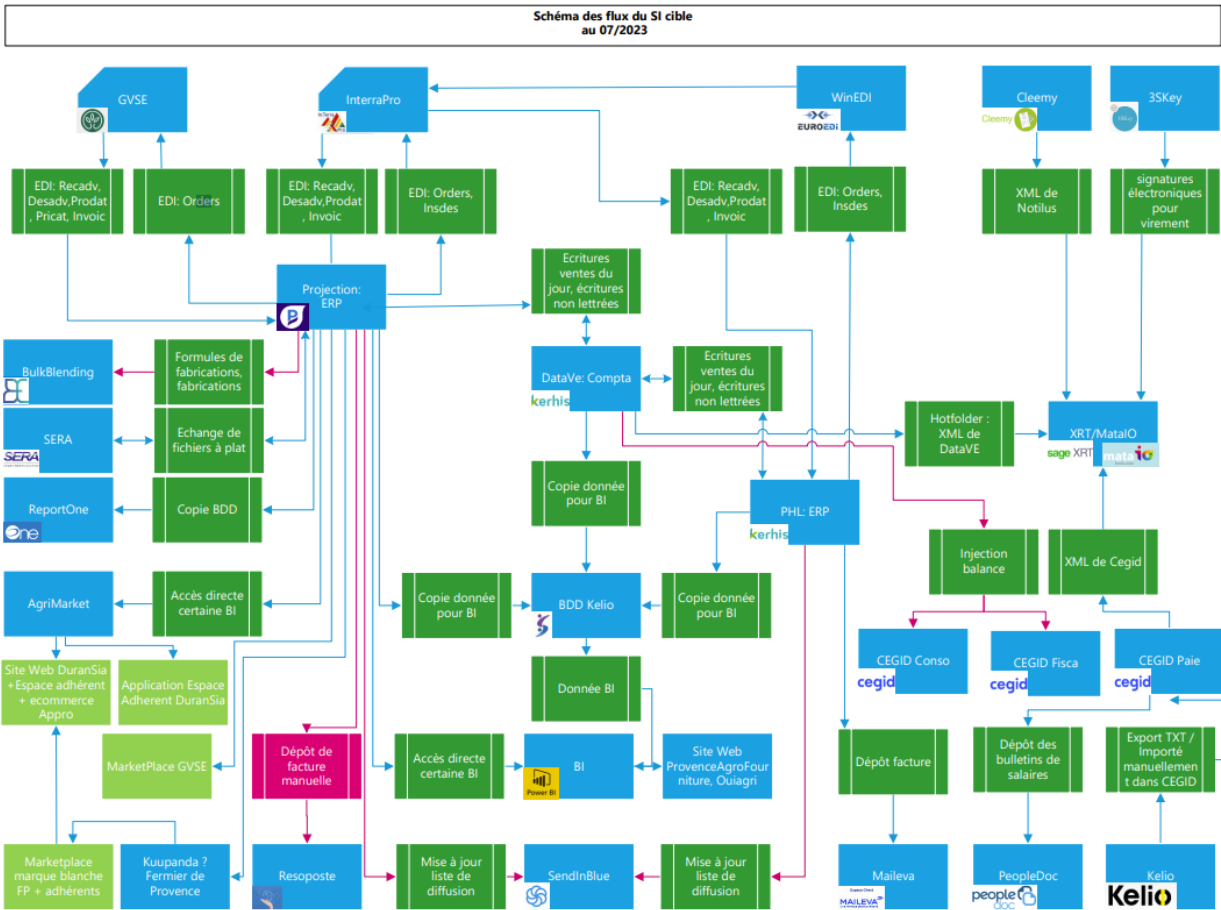 Schéma des flux du SI cible
au 07/2023
GVSE
InterraPro
WinEDI
EUROEDI
Cleemy
Cleemy
3SKey
EDI: Recadv,
Desadv,Prodat
, Pricat, Invoic
EDI: Orders
EDI: Recadv,
Desadv,Prodat
, Invoic
EDI: Orders,
Insdes
EDI: Recadv,
Desadv,Prodat
, Invoic
EDI: Orders,
Insdes
XML de
Notilus
signatures
électroniques
pour
virement
Projection:
ERP
Ecritures
ventes du
jour, écritures
non lettrées
BulkBlending
Formules de
fabrications,
fabrications
DataVe: Compta
kerhis
Ecritures
ventes du
jour, écritures
non lettrées
SERA
SERA
Echange de
fichiers à plat
Hotfolder :
XML de
DataVE
XRT/MataIO
sage XRT
mata io
ReportOne
One
Copie BDD
Copie donnée
pour BI
PHL: ERP
kerhis
Injection
balance
XML de Cegid
AgriMarket
Accès directe
certaine BI
Copie donnée
pour BI
BDD Kelio
Copie donnée
pour BI
CEGID Conso
cegid
CEGID Fisca
cegid
CEGID Paie
cegid
Site Web DuranSia
+Espace adhérent
+ ecommerce
Appro
Application Espace
Adherent DuranSia
Donnée BI
MarketPlace GVSE
Dépôt de
facture
manuelle
Accès directe
certaine BI
BI
Power BI
Site Web
ProvenceAgroFour
niture, Ouiagri
Dépôt facture
Dépôt des
bulletins de
salaires
Export TXT /
Importé
manuellemen
t dans CEGID
Marketplace
marque blanche
FP + adhérents
Kuupanda ?
Fermier de
Provence
Resoposte
Mise à jour
liste de
diffusion
SendInBlue
Mise à jour
liste de
diffusion
Maileva
MAILEVA
PeopleDoc
people
doc
Kelio
Kelio